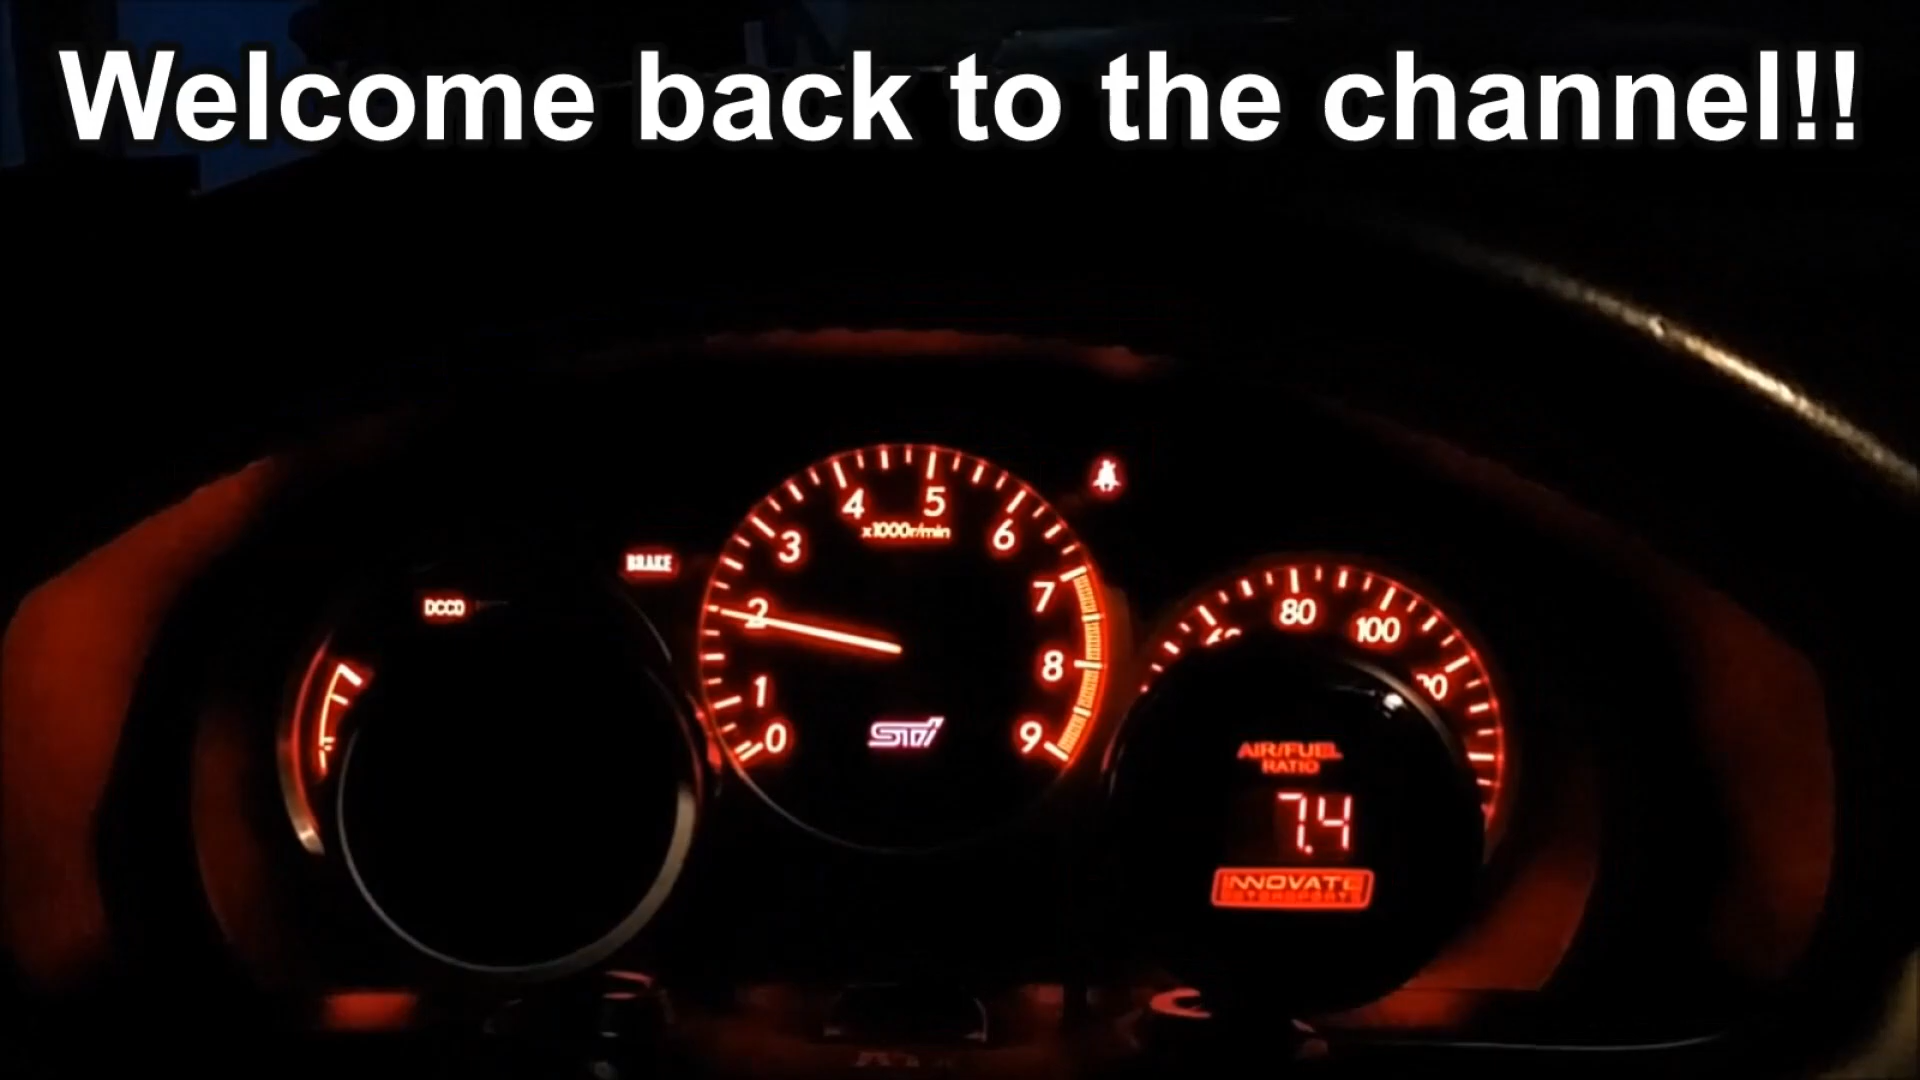 Welcome back to the channel!!
4
5
x1000r/min
3
6
BRAKE
7
DCCD
2
80
100
8
1
STI
0
9
AIR/FUEL
RATIO
7.4
INNOVATE